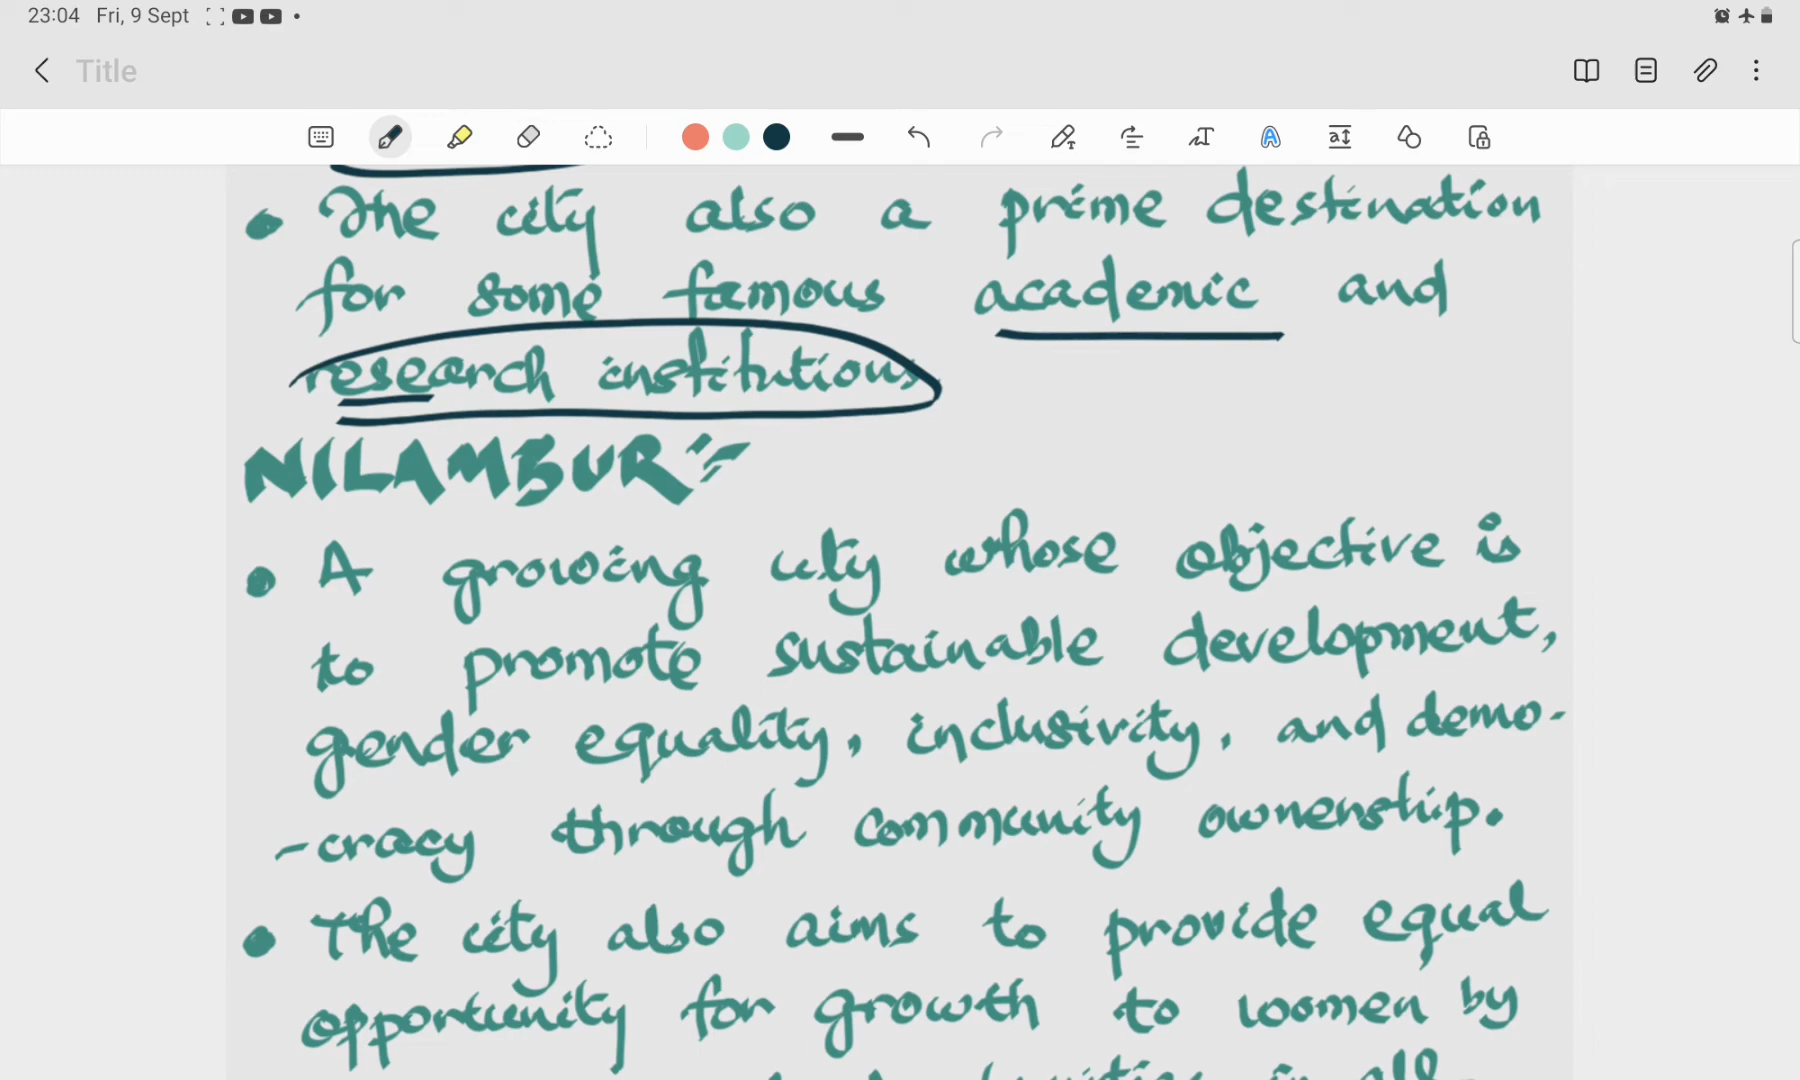 23:04 Fri, 9 Sept
Title
• The city also a prime destination
for some famous academic and
research institutions
NILAMBUR :-
• A growing city whose objective is
to promote sustainable development,
gender equality, inclusivity, and demo-
-cracy through community ownership.
• The city also aims to provide equal
opportunity for growth to women by
in all